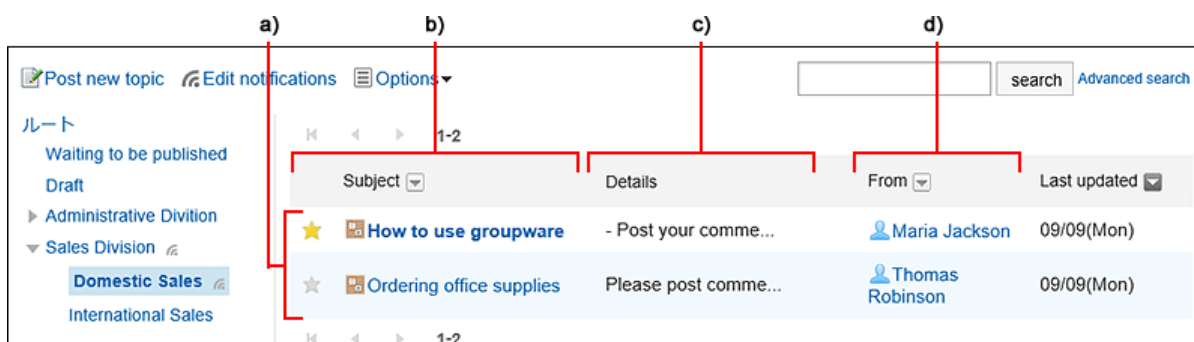 a) b) c) d)
Post new topic Edit notifications Options
search Advanced search
ルート
Waiting to be published
Draft
Administrative Divition
Sales Division
Domestic Sales
International Sales
1-2
Subject Details From Last updated
How to use groupware - Post your comme... Maria Jackson 09/09(Mon)
Ordering office supplies Please post comme... Thomas Robinson 09/09(Mon)
1-2